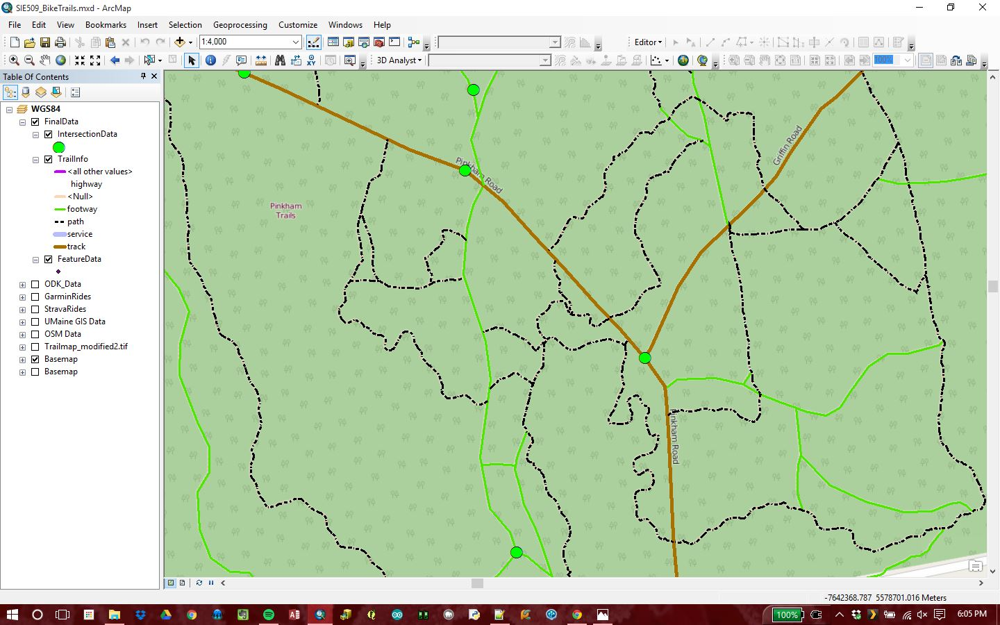 SIE509_BikeTrails.mxd - ArcMap
File Edit View Bookmarks Insert Selection Geoprocessing Customize Windows Help
1:4,000
Editor
3D Analyst
100%
Table Of Contents
WGS84
FinalData
IntersectionData
TrailInfo
<all other values>
highway
<Null>
footway
path
service
track
FeatureData
ODK_Data
GarminRides
StravaRides
UMaine GIS Data
OSM Data
Trailmap_modified2.tif
Basemap
Basemap
Pinkham Road
Griffin Road
Pinkham
Trails
Pinkham Road
-7642368.787 5578701.016 Meters
100%
6:05 PM